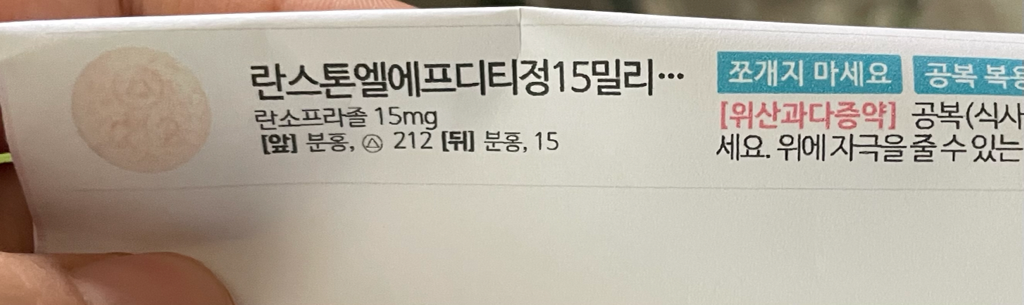 란스톤엘에프디티정15밀리…
란소프라졸 15mg
[앞] 분홍, 212 [뒤] 분홍, 15
쪼개지 마세요 공복 복용
[위산과다증약] 공복(식사
세요. 위에 자극을 줄 수 있는